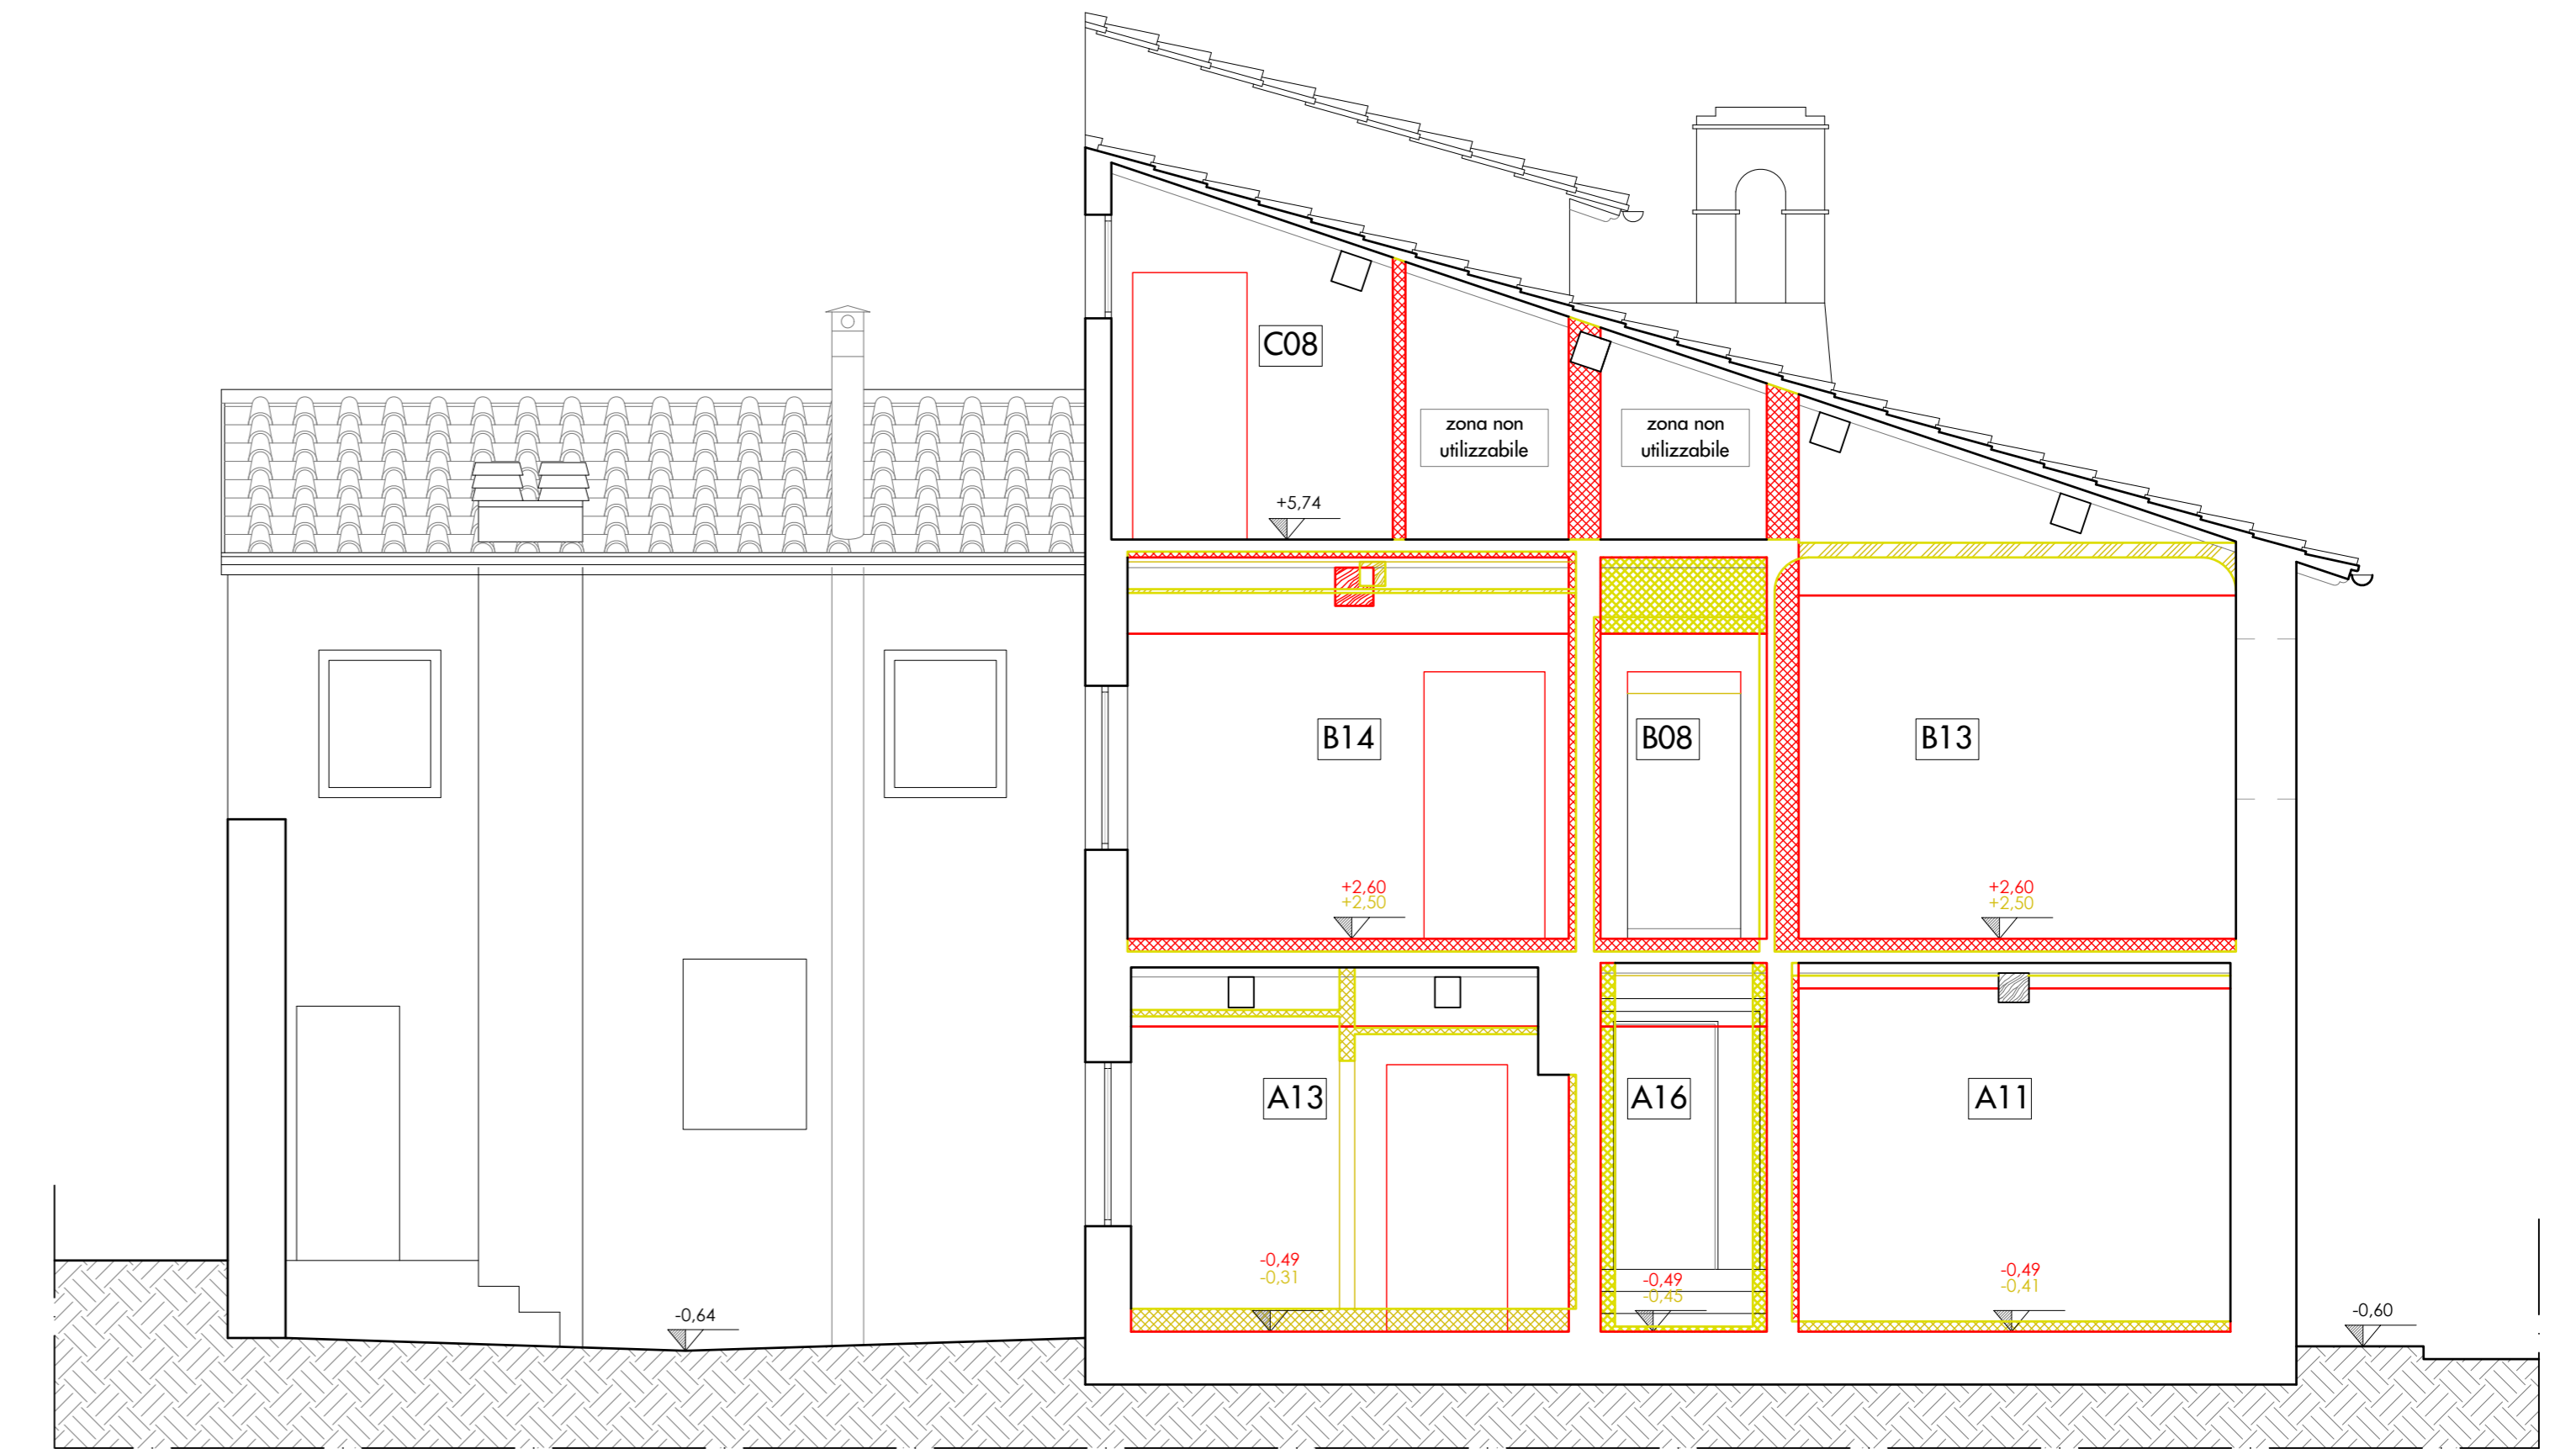 C08
zona non
utilizzabile
zona non
utilizzabile
+5,74
B14
B08
B13
+2,60
+2,50
+2,60
+2,50
A13
A16
A11
-0,49
-0,31
-0,49
-0,45
-0,49
-0,41
-0,64
-0,60